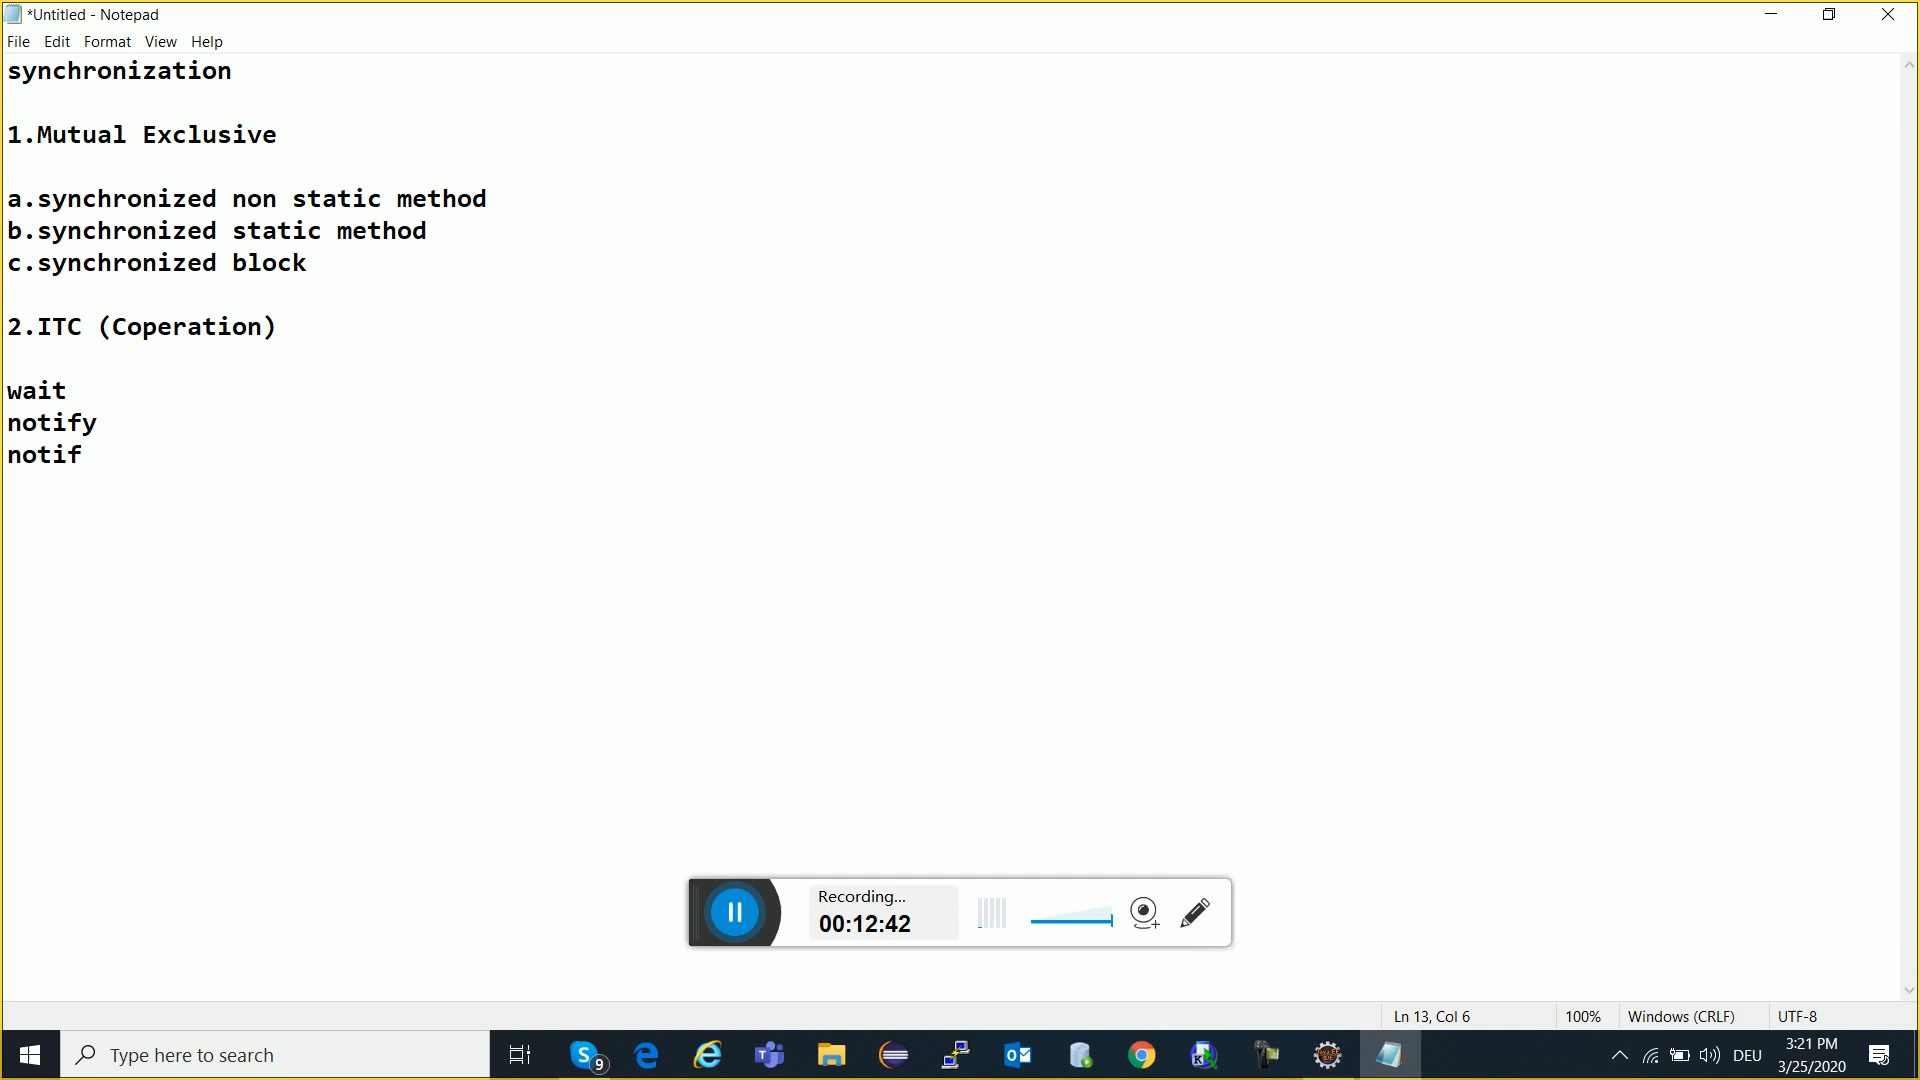 *Untitled - Notepad
File Edit Format View Help
synchronization
1.Mutual Exclusive
a.synchronized non static method
b.synchronized static method
c.synchronized block
2.ITC (Coperation)
wait
notify
notif
Recording...
00:12:42
Ln 13, Col 6 100% Windows (CRLF) UTF-8
Type here to search
9
DEU
3:21 PM
3/25/2020